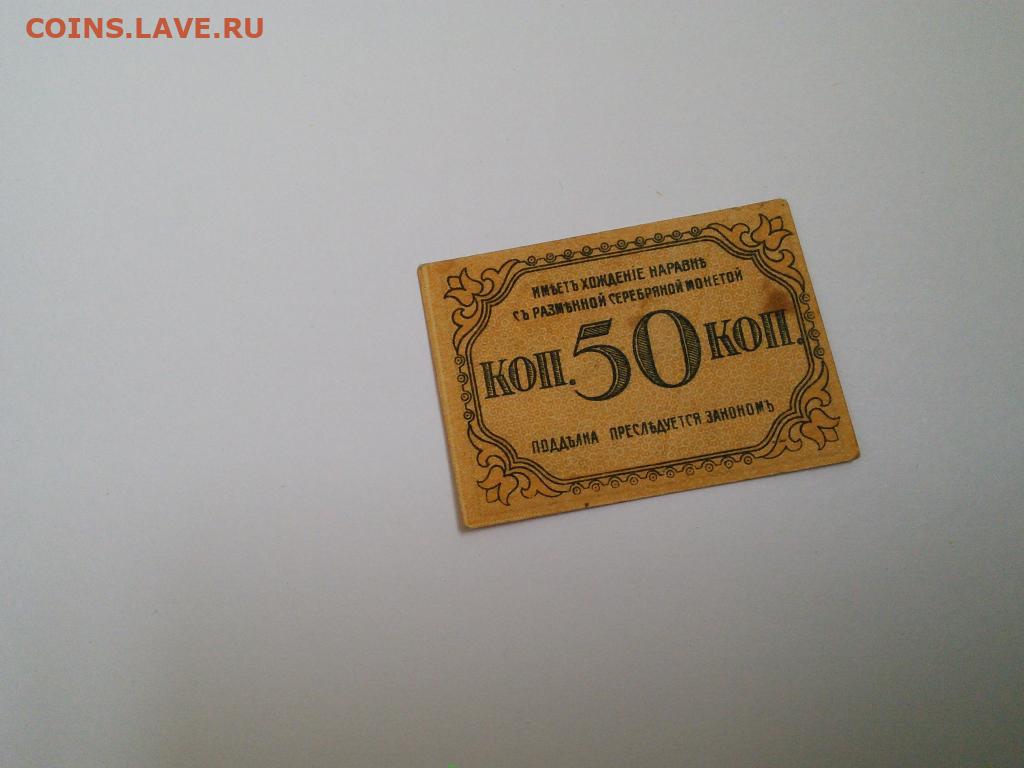 COINS.LAVE.RU
ИМѢЕТЪ ХОЖДЕНІЕ НАРАВНѢ
СЪ РАЗМѢННОЙ СЕРЕБРЯНОЙ МОНЕТОЙ
КОП. 50 КОП.
ПОДДѢЛКА ПРЕСЛѢДУЕТСЯ ЗАКОНОМЪ